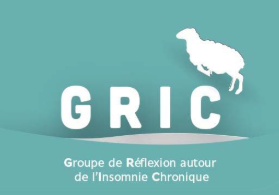 GRIC
Groupe de Réflexion autour
de l'Insomnie Chronique